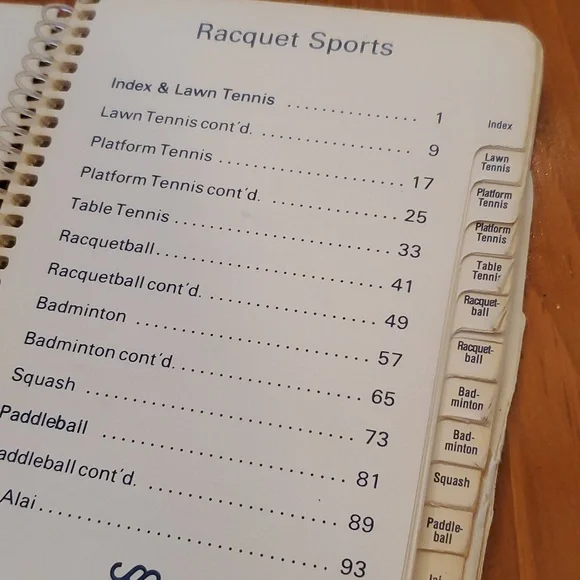 Racquet Sports
Index & Lawn Tennis .............. 1
Lawn Tennis cont'd. .............. 9
Platform Tennis .............. 17
Platform Tennis cont'd. .............. 25
Table Tennis .............. 33
Racquetball .............. 41
Racquetball cont'd. .............. 49
Badminton .............. 57
Badminton cont'd. .............. 65
Squash .............. 73
Paddleball .............. 81
addleball cont'd. .............. 89
Alai .............. 93
Index
Lawn
Tennis
Platform
Tennis
Platform
Tennis
Table
Tennis
Racquet-
ball
Racquet-
ball
Bad-
minton
Bad-
minton
Squash
Paddle-
ball